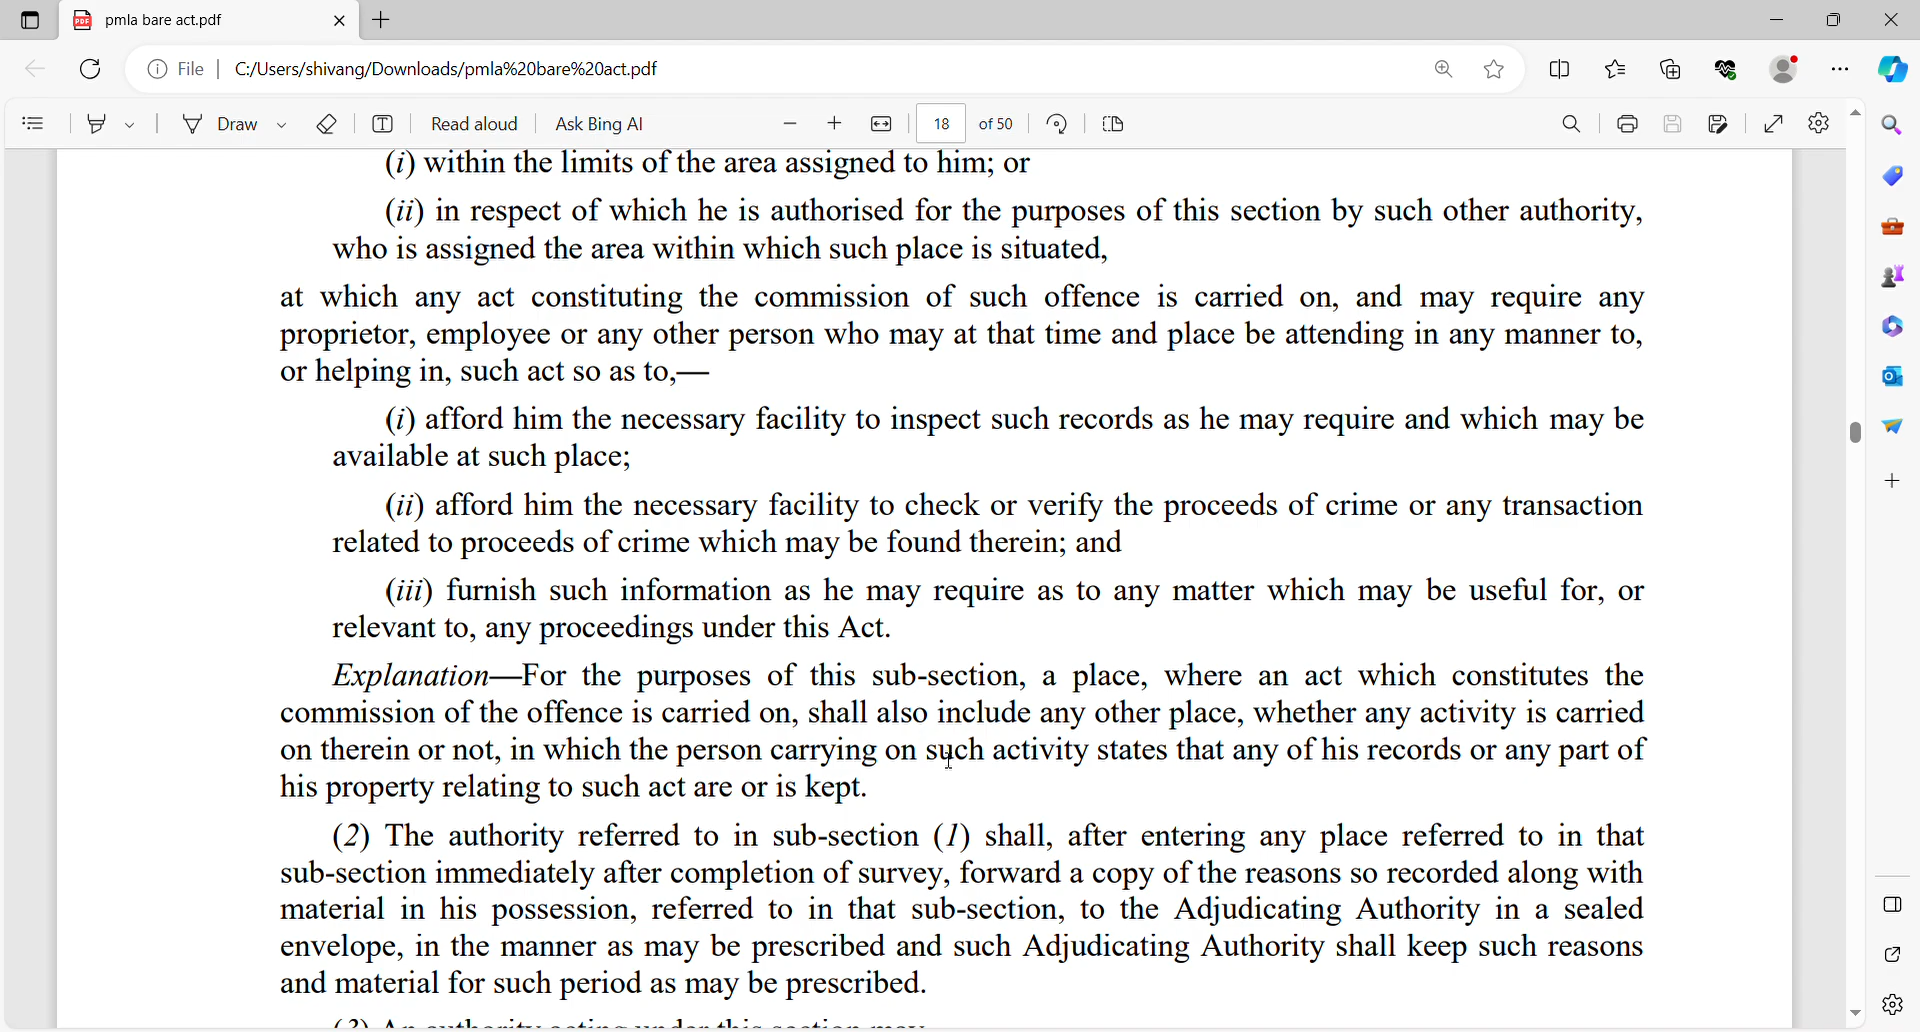 pmla bare act.pdf
File | C:/Users/shivang/Downloads/pmla%20bare%20act.pdf
Draw Read aloud Ask Bing AI 18 of 50
(i) within the limits of the area assigned to him; or
(ii) in respect of which he is authorised for the purposes of this section by such other authority,
who is assigned the area within which such place is situated,
at which any act constituting the commission of such offence is carried on, and may require any
proprietor, employee or any other person who may at that time and place be attending in any manner to,
or helping in, such act so as to,—
(i) afford him the necessary facility to inspect such records as he may require and which may be
available at such place;
(ii) afford him the necessary facility to check or verify the proceeds of crime or any transaction
related to proceeds of crime which may be found therein; and
(iii) furnish such information as he may require as to any matter which may be useful for, or
relevant to, any proceedings under this Act.
Explanation—For the purposes of this sub-section, a place, where an act which constitutes the
commission of the offence is carried on, shall also include any other place, whether any activity is carried
on therein or not, in which the person carrying on such activity states that any of his records or any part of
his property relating to such act are or is kept.
(2) The authority referred to in sub-section (1) shall, after entering any place referred to in that
sub-section immediately after completion of survey, forward a copy of the reasons so recorded along with
material in his possession, referred to in that sub-section, to the Adjudicating Authority in a sealed
envelope, in the manner as may be prescribed and such Adjudicating Authority shall keep such reasons
and material for such period as may be prescribed.
(3) An authority acting under this section may